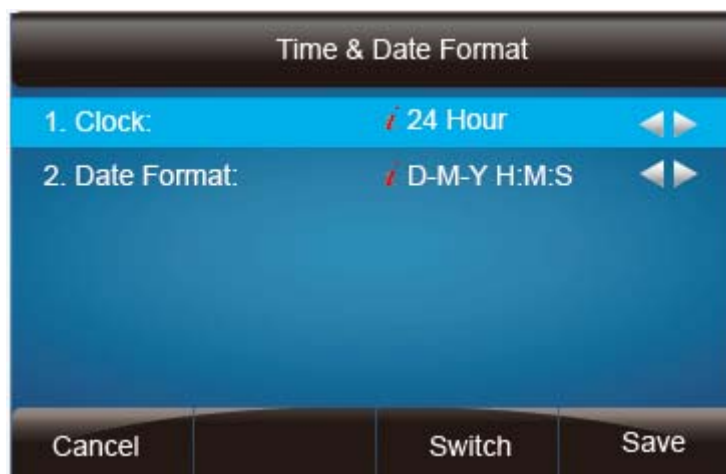 Time & Date Format
1. Clock: i 24 Hour
2. Date Format: i D-M-Y H:M:S
Cancel Switch Save